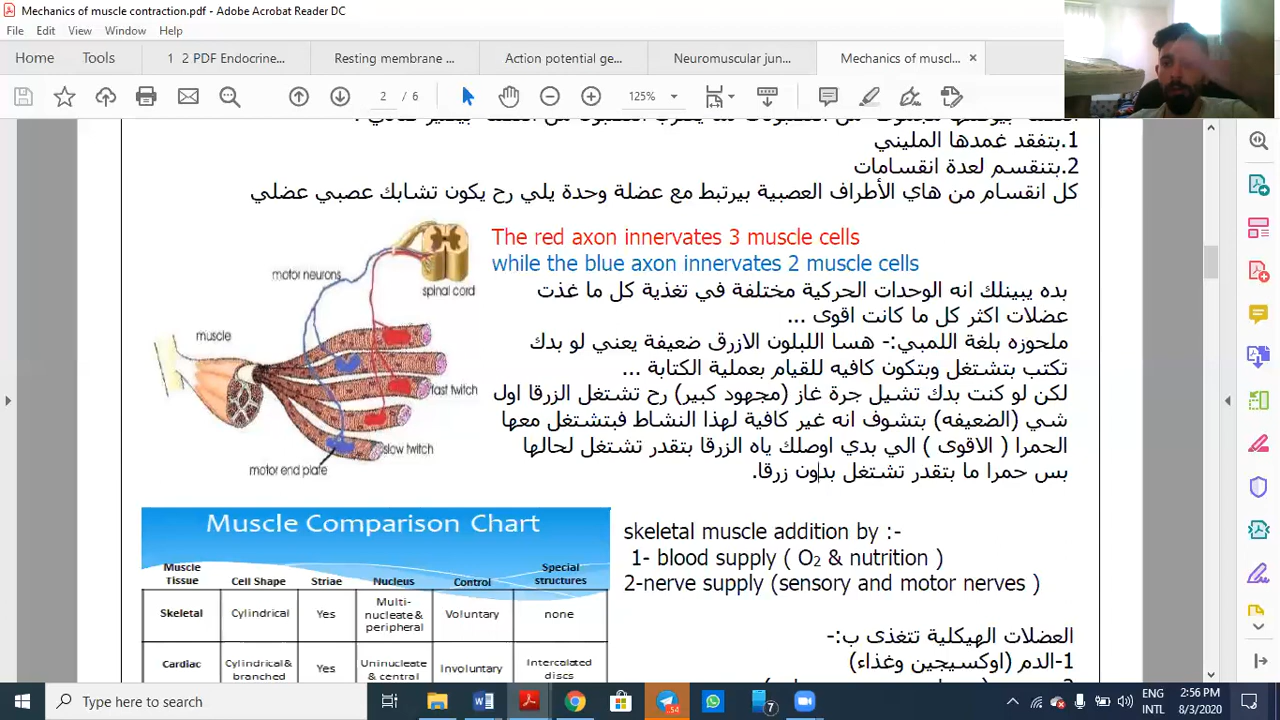 Mechanics of muscle contraction.pdf - Adobe Acrobat Reader DC
File Edit View Window Help
Home Tools 1 2 PDF Endocrine... Resting membrane ... Action potential ge... Neuromuscular jun... Mechanics of muscl... ×
2 / 6 125%
1.بتفقد غمدها المليني
2.بتنقسم لعدة انقسامات
كل انقسام من هاي الأطراف العصبية بيرتبط مع عضلة وحدة يلي رح يكون تشابك عصبي عضلي
The red axon innervates 3 muscle cells
while the blue axon innervates 2 muscle cells
بده يبينلك انه الوحدات الحركية مختلفة في تغذية كل ما غذت
عضلات اكثر كل ما كانت اقوى ...
ملحوزه بلغة اللمبي:- هسا اللبلون الازرق ضعيفة يعني لو بدك
تكتب بتشتغل وبتكون كافيه للقيام بعملية الكتابة ...
لكن لو كنت بدك تشيل جرة غاز (مجهود كبير) رح تشتغل الزرقا اول
شي (الضعيفه) بتشوف انه غير كافية لهذا النشاط فبتشتغل معها
الحمرا ( الاقوى ) الي بدي اوصلك ياه الزرقا بتقدر تشتغل لحالها
بس حمرا ما بتقدر تشتغل بدون زرقا.
motor neurons
spinal cord
muscle
fast twitch
slow twitch
motor end plate
Muscle Comparison Chart
Muscle Tissue Cell Shape Striae Nucleus Control Special structures
Skeletal Cylindrical Yes Multi-nucleate & peripheral Voluntary none
Cardiac Cylindrical & branched Yes Uninucleate & central Involuntary Intercalated discs
skeletal muscle addition by :-
1- blood supply ( O₂ & nutrition )
2-nerve supply (sensory and motor nerves )
العضلات الهيكلية تتغذى ب:-
1-الدم (اوكسيجين وغذاء)
Type here to search
54
7
ENG
INTL
2:56 PM
8/3/2020